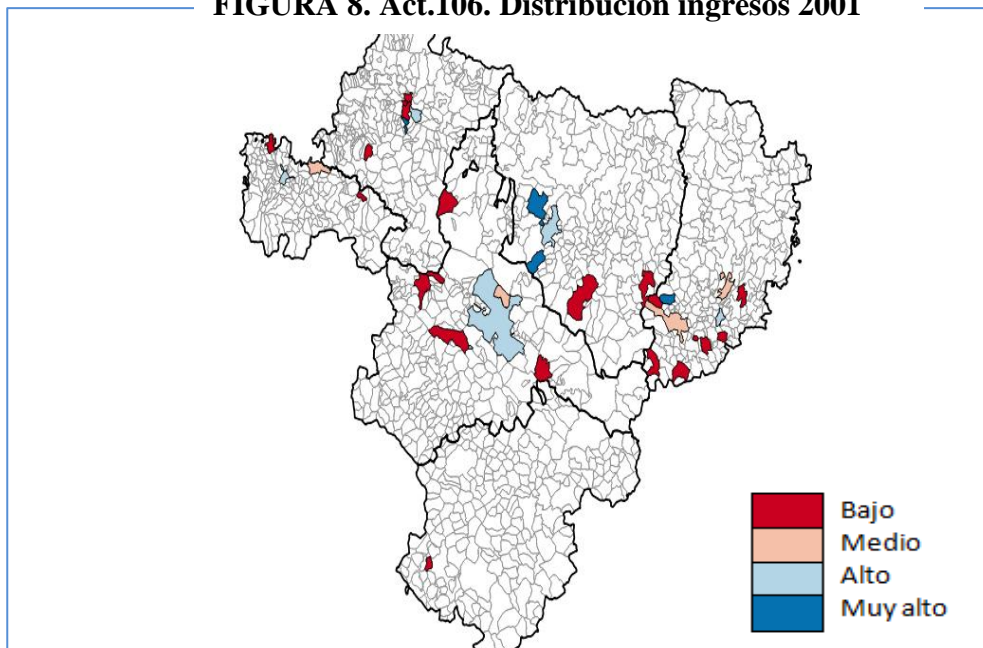 FIGURA 8. Act.106. Distribución ingresos 2001
Bajo
Medio
Alto
Muy alto